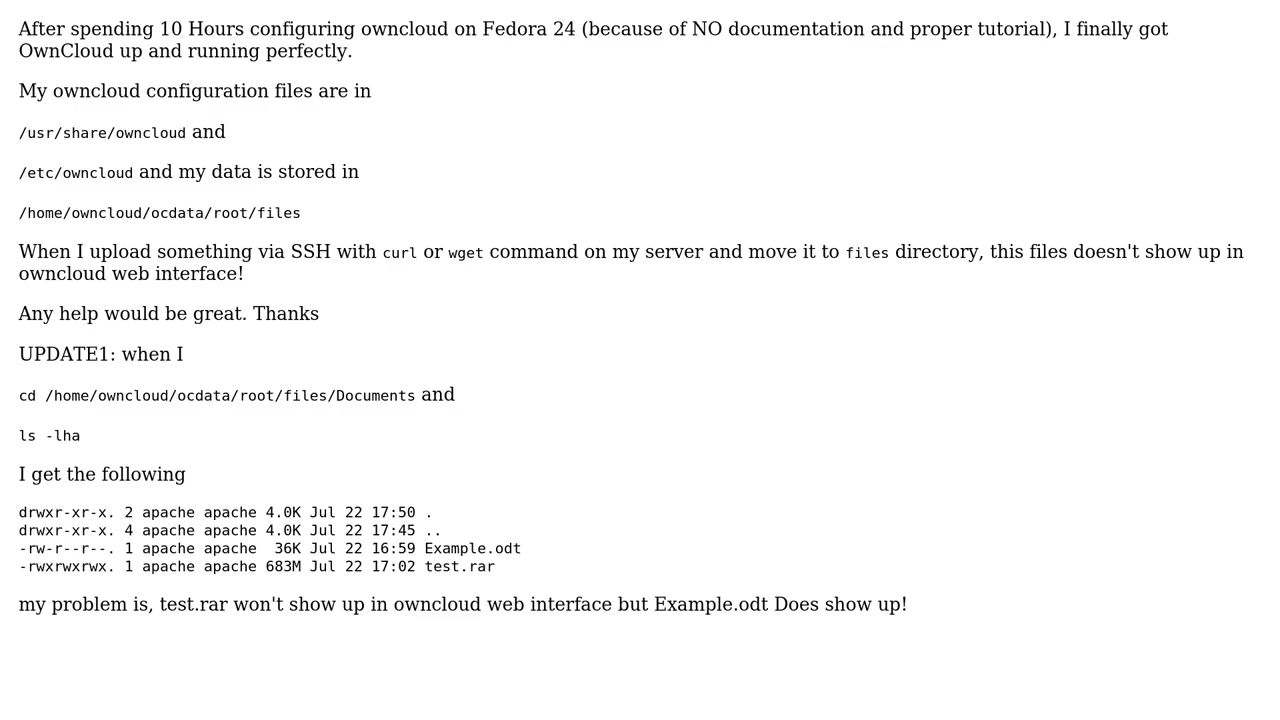 After spending 10 Hours configuring owncloud on Fedora 24 (because of NO documentation and proper tutorial), I finally got
OwnCloud up and running perfectly.
My owncloud configuration files are in
/usr/share/owncloud and
/etc/owncloud and my data is stored in
/home/owncloud/ocdata/root/files
When I upload something via SSH with curl or wget command on my server and move it to files directory, this files doesn't show up in
owncloud web interface!
Any help would be great. Thanks
UPDATE1: when I
cd /home/owncloud/ocdata/root/files/Documents and
ls -lha
I get the following
drwxr-xr-x. 2 apache apache 4.0K Jul 22 17:50 .
drwxr-xr-x. 4 apache apache 4.0K Jul 22 17:45 ..
-rw-r--r--. 1 apache apache  36K Jul 22 16:59 Example.odt
-rwxrwxrwx. 1 apache apache 683M Jul 22 17:02 test.rar
my problem is, test.rar won't show up in owncloud web interface but Example.odt Does show up!